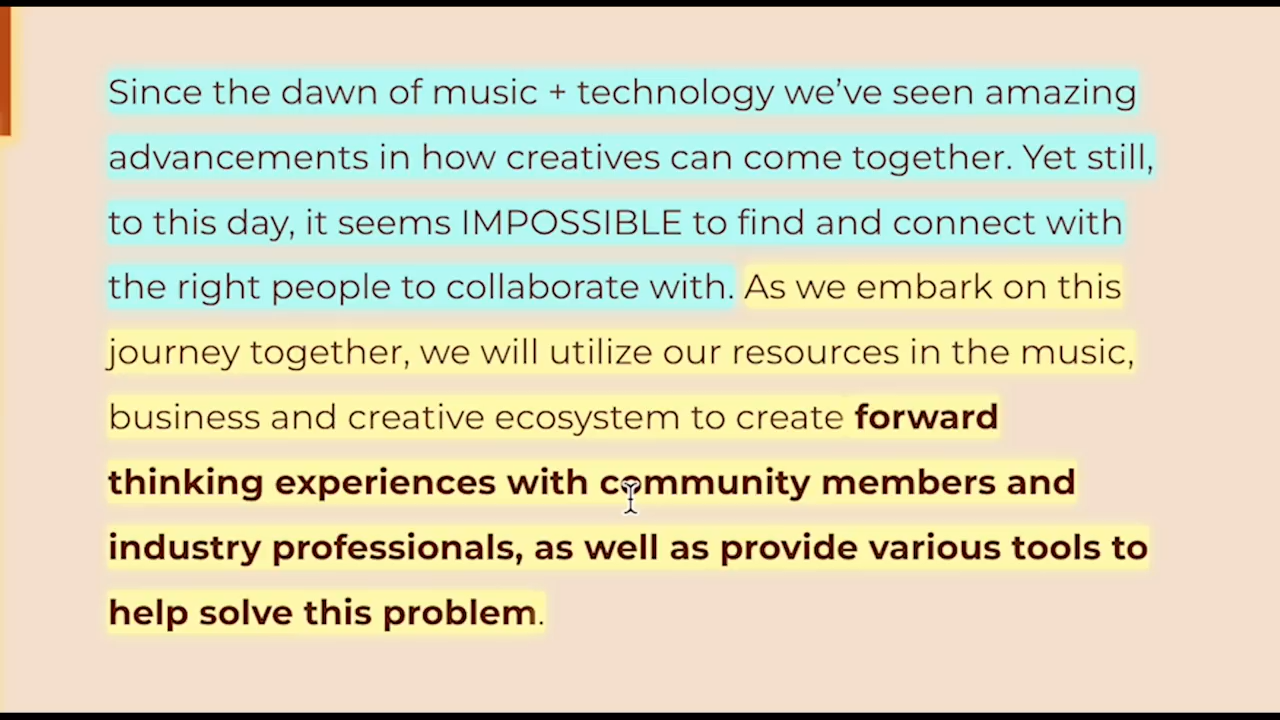 Since the dawn of music + technology we’ve seen amazing
advancements in how creatives can come together. Yet still,
to this day, it seems IMPOSSIBLE to find and connect with
the right people to collaborate with. As we embark on this
journey together, we will utilize our resources in the music,
business and creative ecosystem to create forward
thinking experiences with community members and
industry professionals, as well as provide various tools to
help solve this problem.